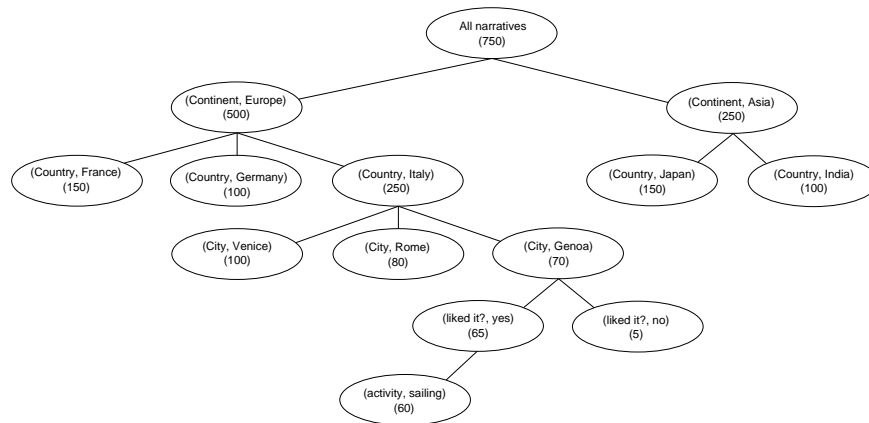 All narratives
(750)
(Continent, Europe)
(500)
(Continent, Asia)
(250)
(Country, France)
(150)
(Country, Germany)
(100)
(Country, Italy)
(250)
(Country, Japan)
(150)
(Country, India)
(100)
(City, Venice)
(100)
(City, Rome)
(80)
(City, Genoa)
(70)
(liked it?, yes)
(65)
(liked it?, no)
(5)
(activity, sailing)
(60)